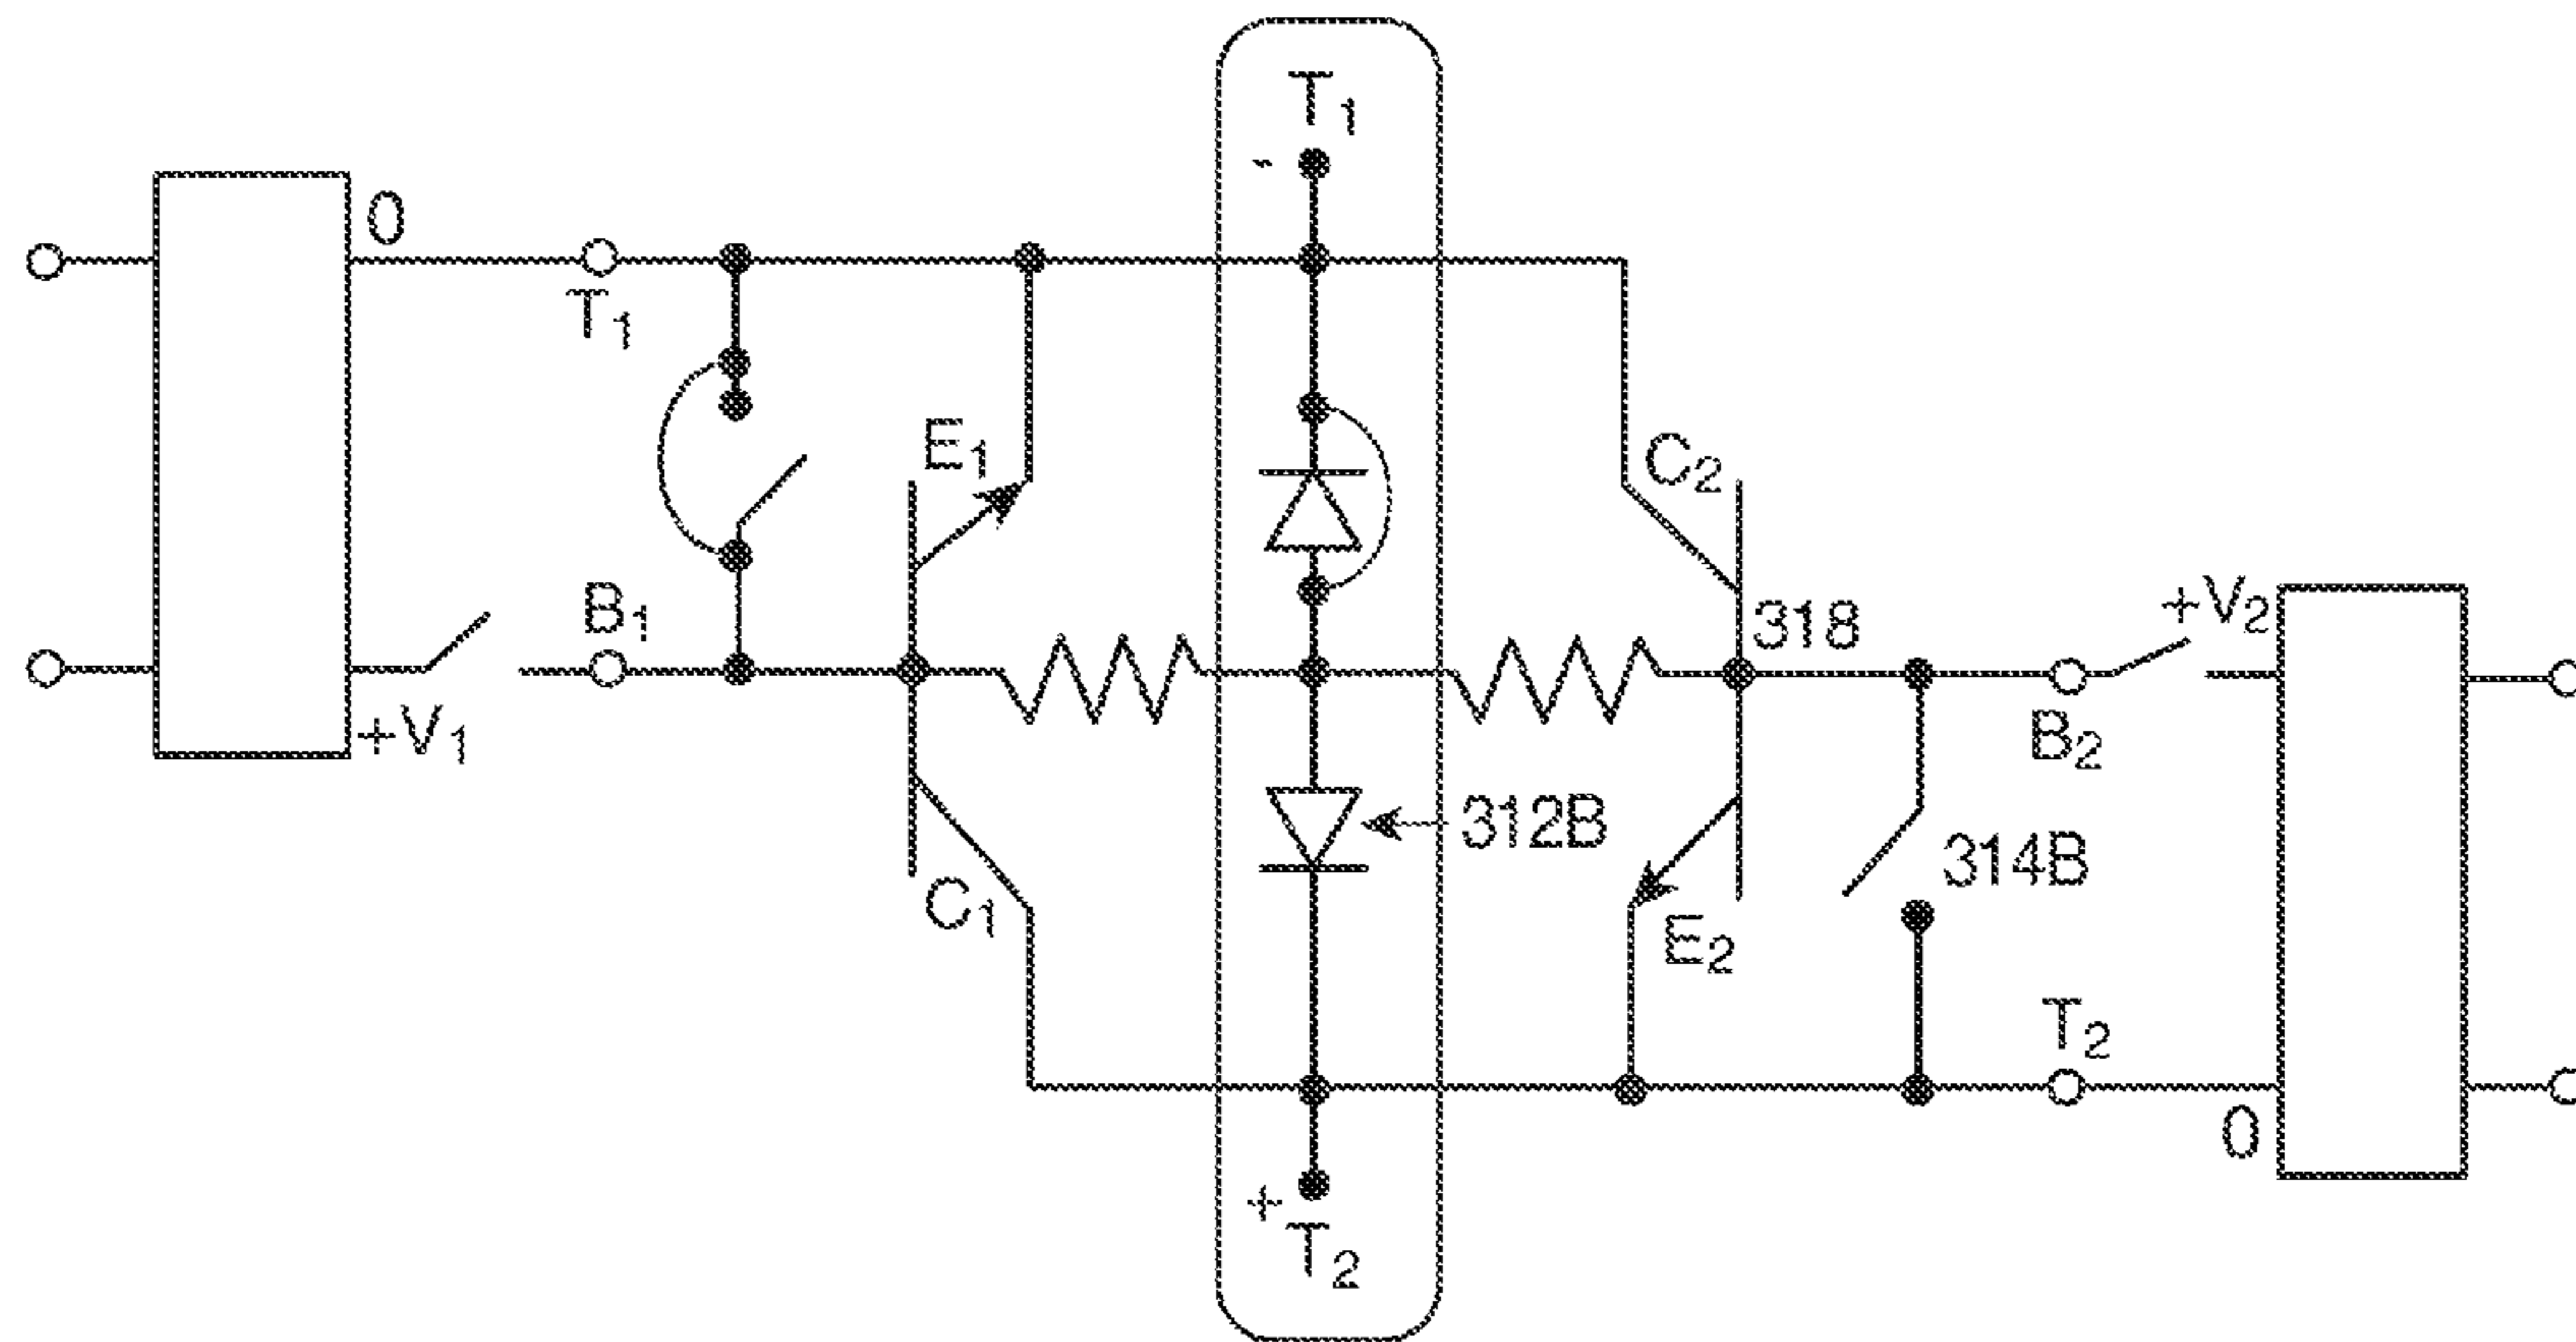 T₁
-
0
T₁
E₁
C₂
B₁
318
+V₂
+V₁
B₂
312B
314B
C₁
E₂
T₂
0
+
T₂